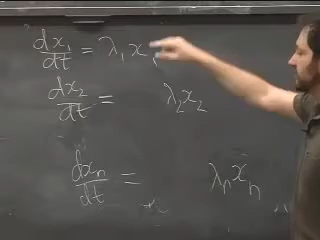 dx₁/dt = λ₁x₁
dx₂/dt = λ₂x₂
dxₙ/dt = λₙxₙ